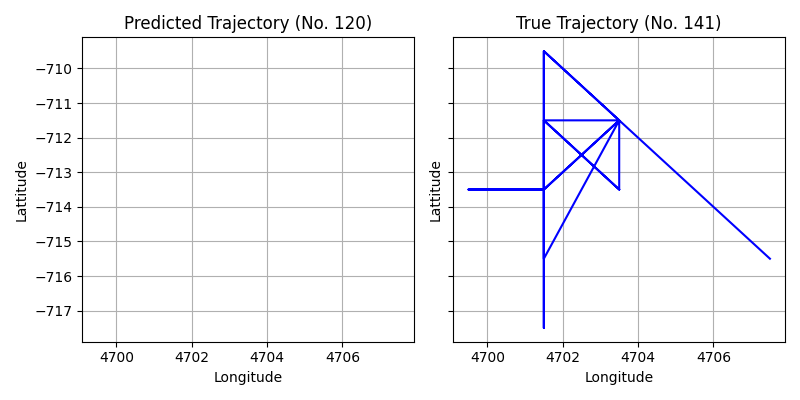 Predicted Trajectory (No. 120)
−710
−711
−712
−713
−714
−715
−716
−717
Lattitude
4700 4702 4704 4706
Longitude
True Trajectory (No. 141)
Lattitude
4700 4702 4704 4706
Longitude